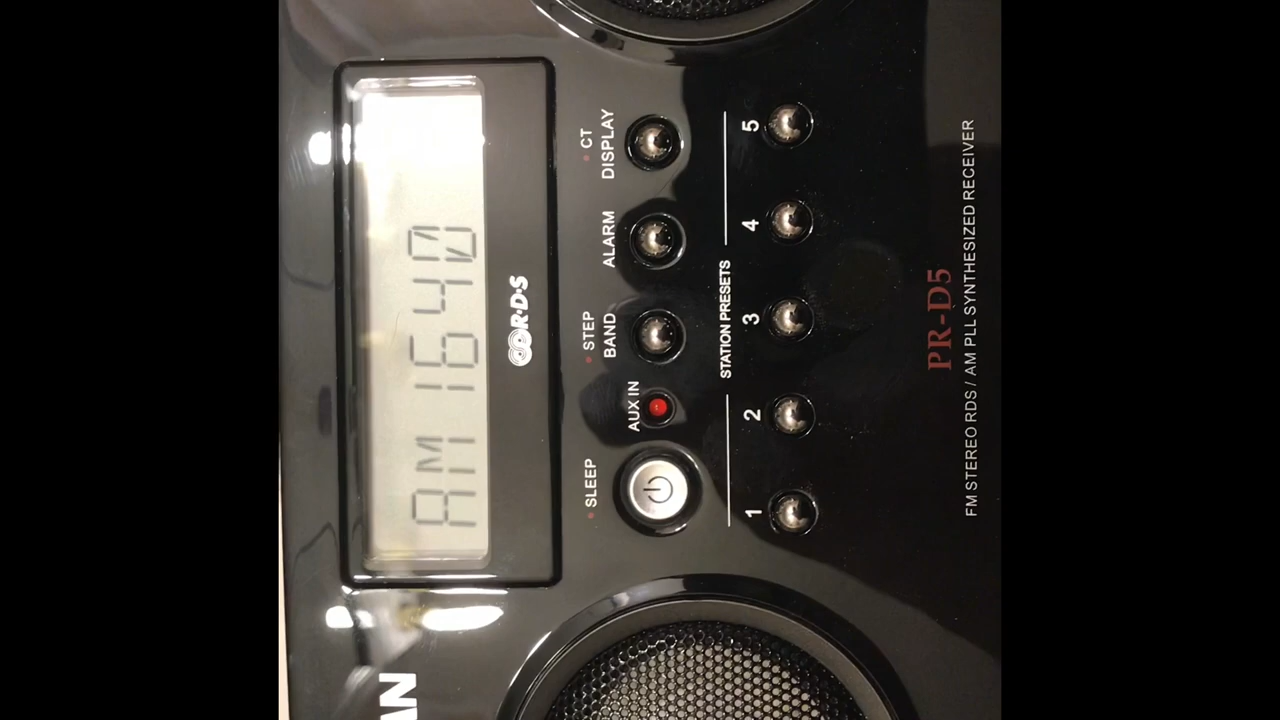 AM 1640
R·D·S
SLEEP
AUX IN
STEP
BAND
ALARM
CT
DISPLAY
STATION PRESETS
1 2 3 4 5
PR-D5
FM STEREO RDS / AM PLL SYNTHESIZED RECEIVER